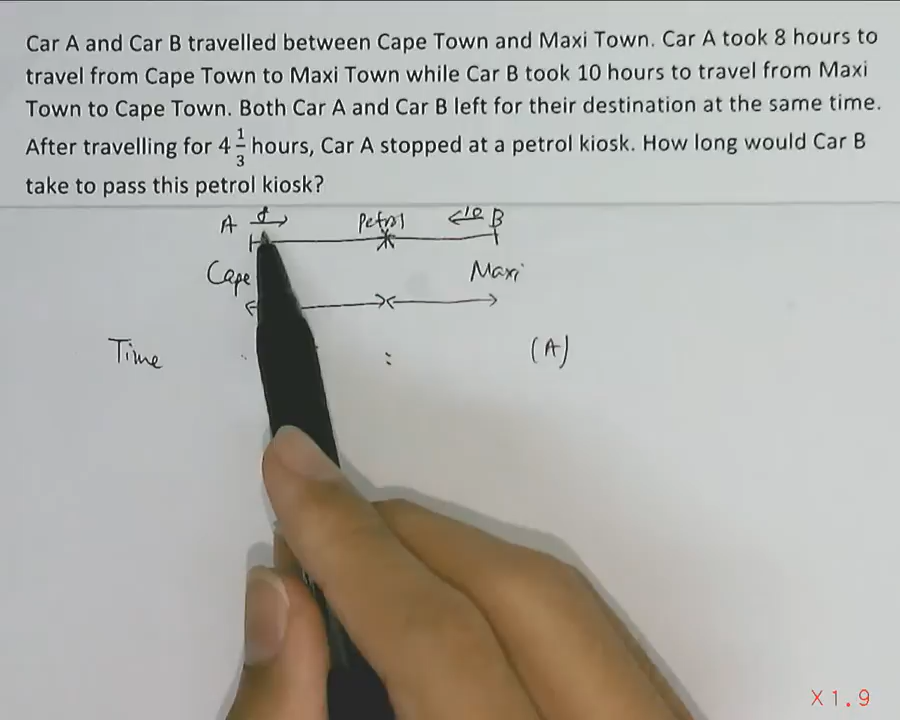 Car A and Car B travelled between Cape Town and Maxi Town. Car A took 8 hours to
travel from Cape Town to Maxi Town while Car B took 10 hours to travel from Maxi
Town to Cape Town. Both Car A and Car B left for their destination at the same time.
After travelling for 4 1/3 hours, Car A stopped at a petrol kiosk. How long would Car B
take to pass this petrol kiosk?
A 8 Petrol 10 B
Cape Maxi
Time : (A)
X1.9